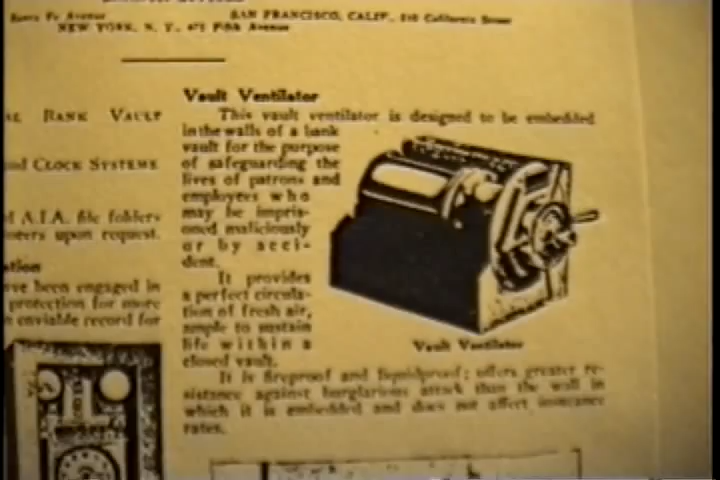 Santa Fe Avenue
SAN FRANCISCO, CALIF., 510 California Street
NEW YORK, N. Y., 475 Fifth Avenue
BANK VAULT
CLOCK SYSTEMS
of A.I.A. file folders
upon request.
have been engaged in
protection for more
enviable record for
Vault Ventilator
This vault ventilator is designed to be embedded
in the walls of a bank
vault for the purpose
of safeguarding the
lives of patrons and
employees who
may be impris-
oned maliciously
or by acci-
dent.
It provides
a perfect circula-
tion of fresh air,
ample to sustain
life within a
closed vault.
Vault Ventilator
It is fireproof and liquidproof; offers greater re-
sistance against burglarious attack than the wall in
which it is embedded and does not affect insurance
rates.